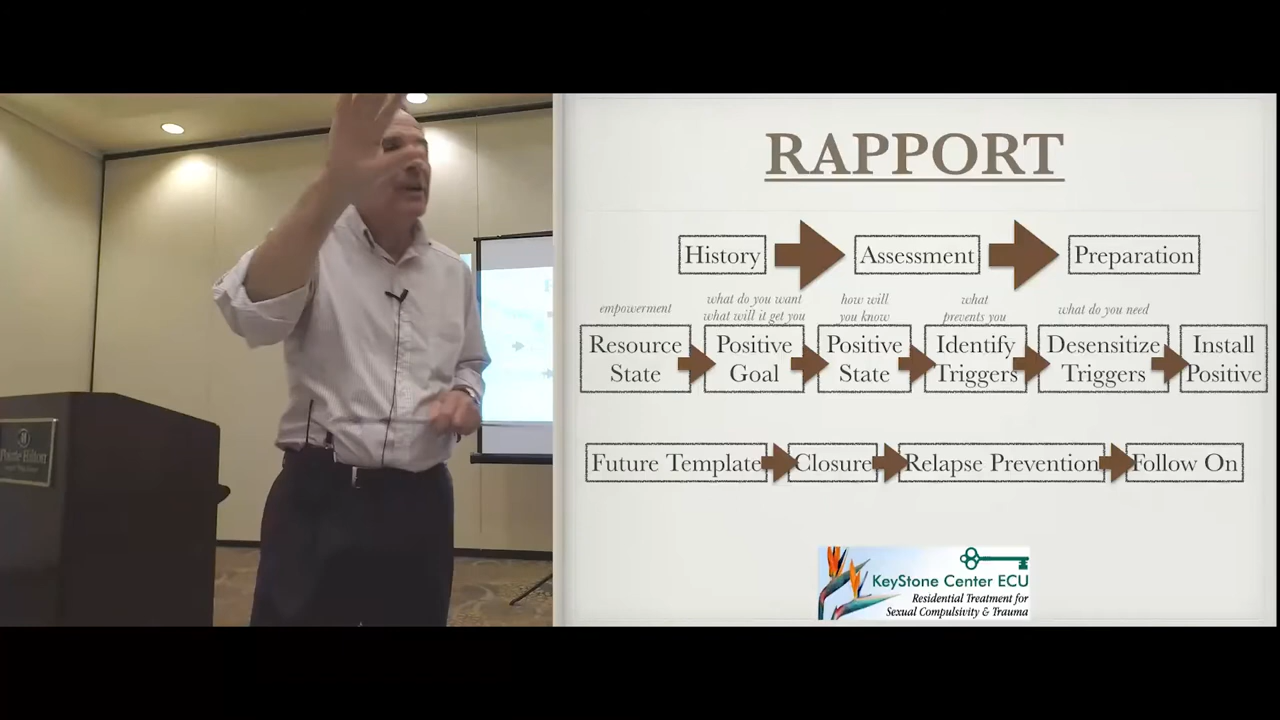 RAPPORT
History
Assessment
Preparation
empowerment
what do you want
what will it get you
how will
you know
what
prevents you
what do you need
Resource
State
Positive
Goal
Positive
State
Identify
Triggers
Desensitize
Triggers
Install
Positive
Future Template
Closure
Relapse Prevention
Follow On
KeyStone Center ECU
Residential Treatment for
Sexual Compulsivity & Trauma
Pointe Hilton